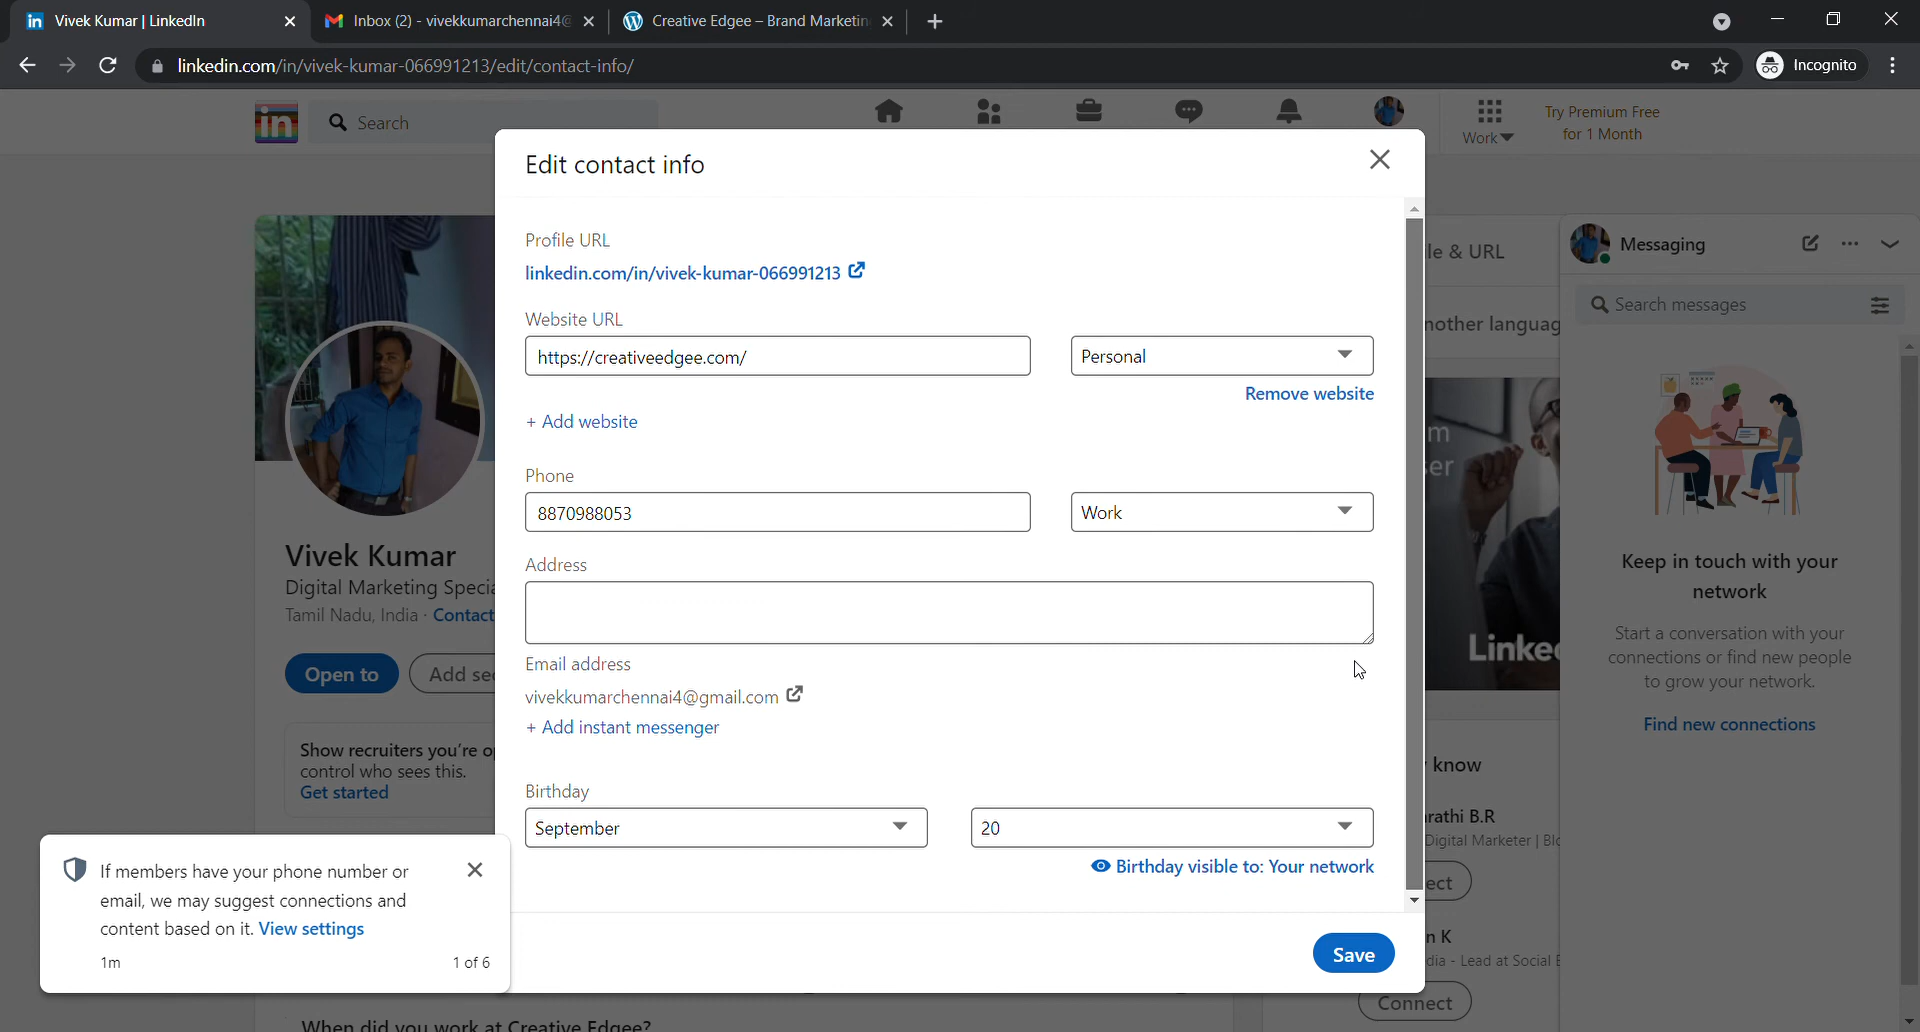 Vivek Kumar | LinkedIn
Inbox (2) - vivekkumarchennai4@
Creative Edgee – Brand Marketin
linkedin.com/in/vivek-kumar-066991213/edit/contact-info/
Incognito
in
Search
Work
Try Premium Free
for 1 Month
Edit contact info
Profile URL
linkedin.com/in/vivek-kumar-066991213
Website URL
https://creativeedgee.com/
Personal
Remove website
+ Add website
Phone
8870988053
Work
Address
Email address
vivekkumarchennai4@gmail.com
+ Add instant messenger
Birthday
September
20
Birthday visible to: Your network
Save
Vivek Kumar
Digital Marketing Specia
Tamil Nadu, India · Contact
Open to
Add se
Show recruiters you're o
control who sees this.
Get started
If members have your phone number or
email, we may suggest connections and
content based on it. View settings
1m
1 of 6
When did you work at Creative Edgee?
le & URL
nother languag
m
er
Linke
know
rathi B.R
Digital Marketer | Blo
ect
n K
dia - Lead at Social E
Connect
Messaging
Search messages
Keep in touch with your
network
Start a conversation with your
connections or find new people
to grow your network.
Find new connections